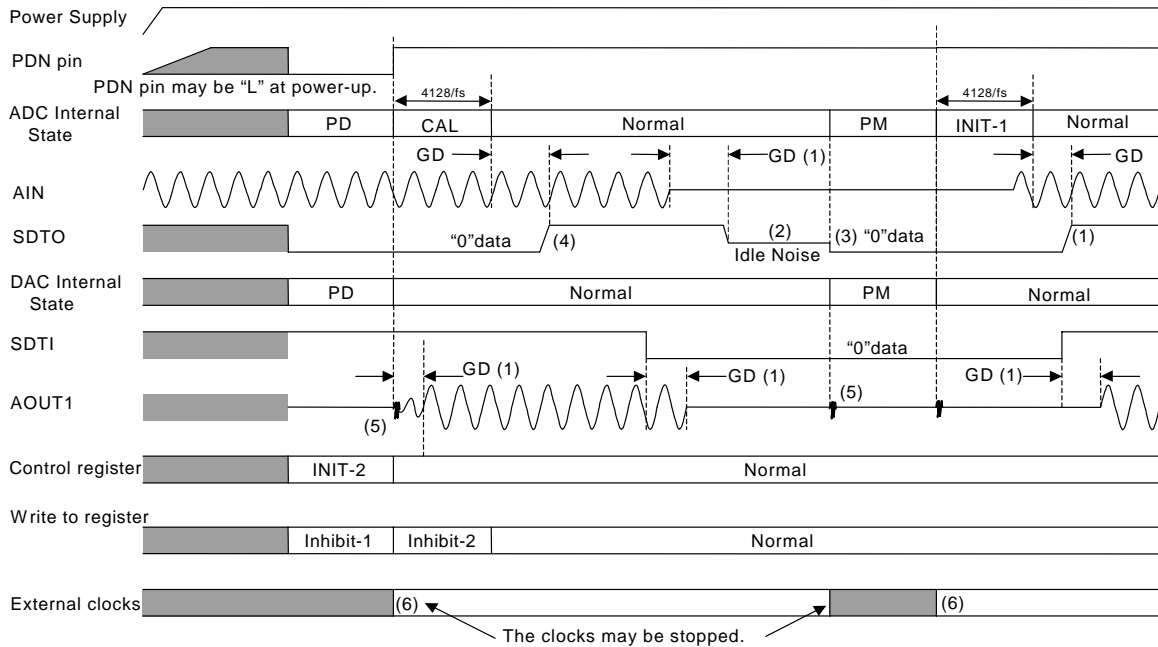 Power Supply
PDN pin
PDN pin may be “L” at power-up.
4128/fs
4128/fs
ADC Internal
State
PD
CAL
Normal
PM
INIT-1
Normal
GD
GD (1)
GD
AIN
SDTO
“0”data
(4)
(2)
Idle Noise
(3)
“0”data
(1)
DAC Internal
State
PD
Normal
PM
Normal
SDTI
“0”data
GD (1)
GD (1)
GD (1)
AOUT1
(5)
(5)
Control register
INIT-2
Normal
Write to register
Inhibit-1
Inhibit-2
Normal
External clocks
(6)
(6)
The clocks may be stopped.